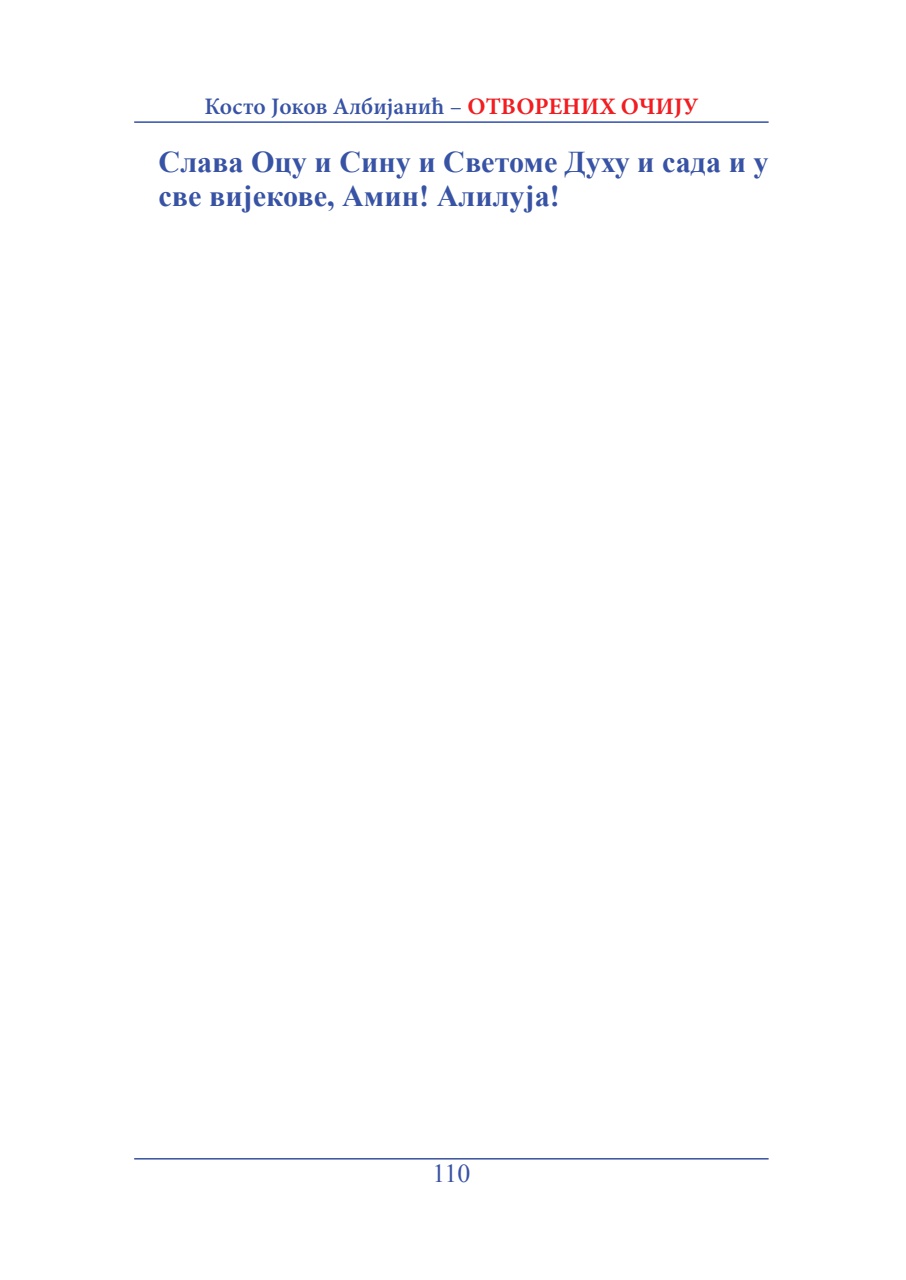 Косто Јоков Албијанић – ОТВОРЕНИХ ОЧИЈУ
Слава Оцу и Сину и Светоме Духу и сада и у
све вијекове, Амин! Алилуја!
110